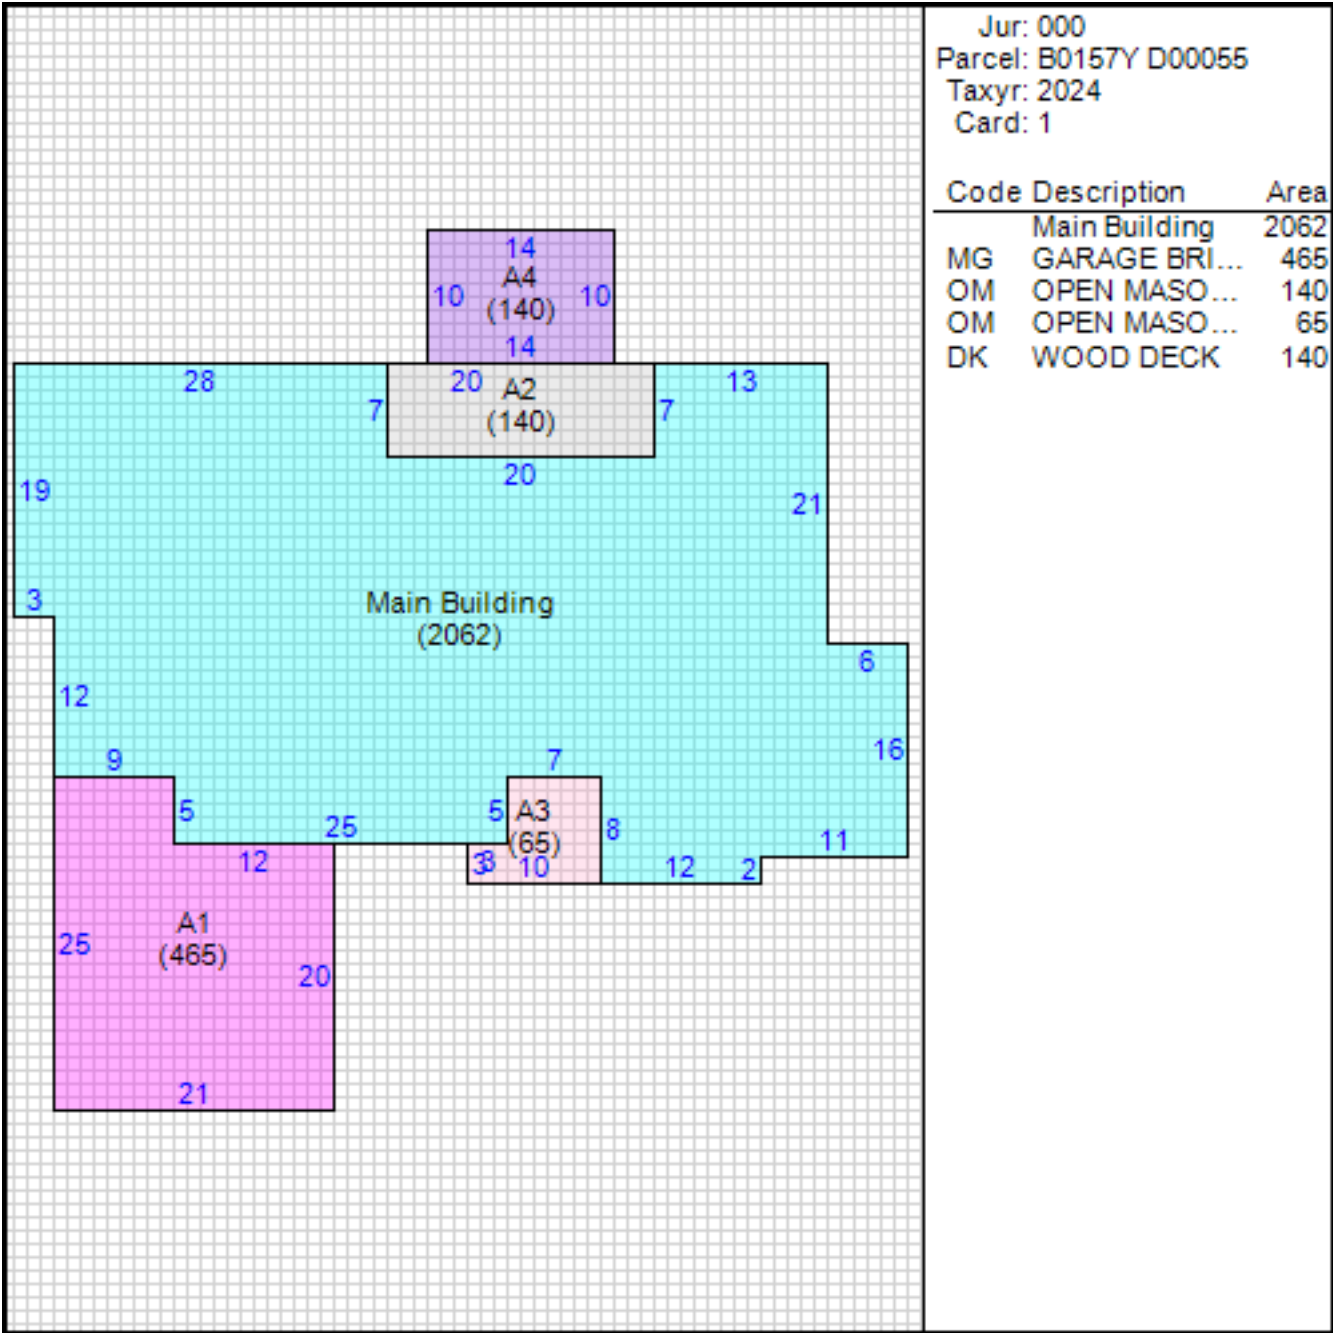 Jur: 000
Parcel: B0157Y D00055
Taxyr: 2024
Card: 1
Code Description Area
Main Building 2062
MG GARAGE BRI... 465
OM OPEN MASO... 140
OM OPEN MASO... 65
DK WOOD DECK 140
14
A4
10 10
(140)
14
28 20 13
A2
7 7
(140)
20
19
21
3
Main Building
(2062)
6
12
16
9 7
5 5 A3
25 8
(65)
11
12 3 3 10 12 2
A1
25 (465)
20
21